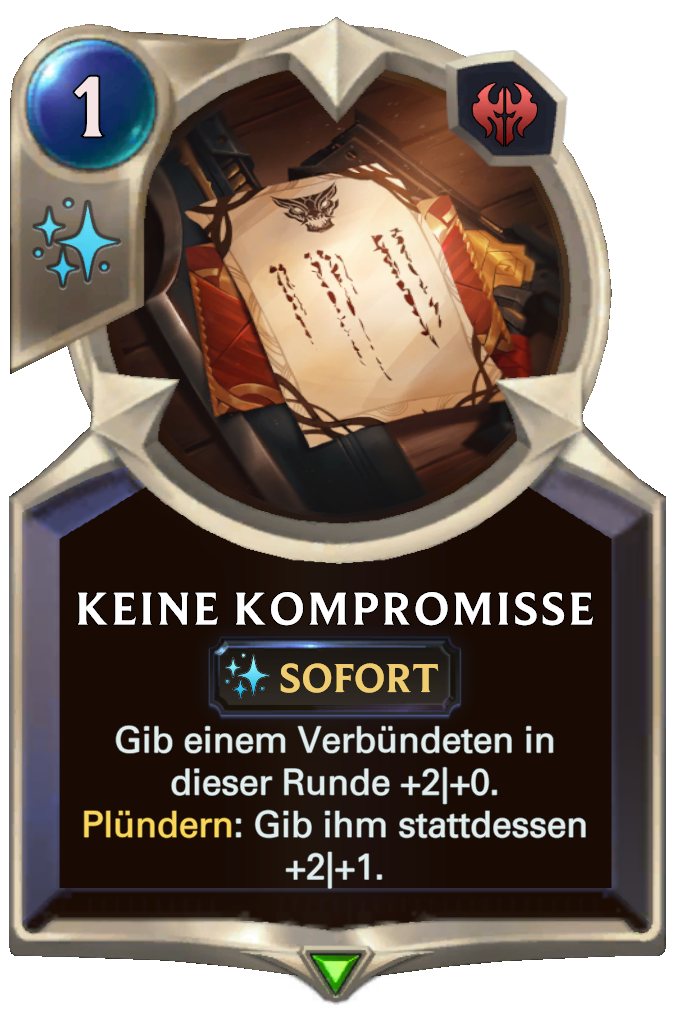 1
KEINE KOMPROMISSE
SOFORT
Gib einem Verbündeten in
dieser Runde +2|+0.
Plündern: Gib ihm stattdessen
+2|+1.